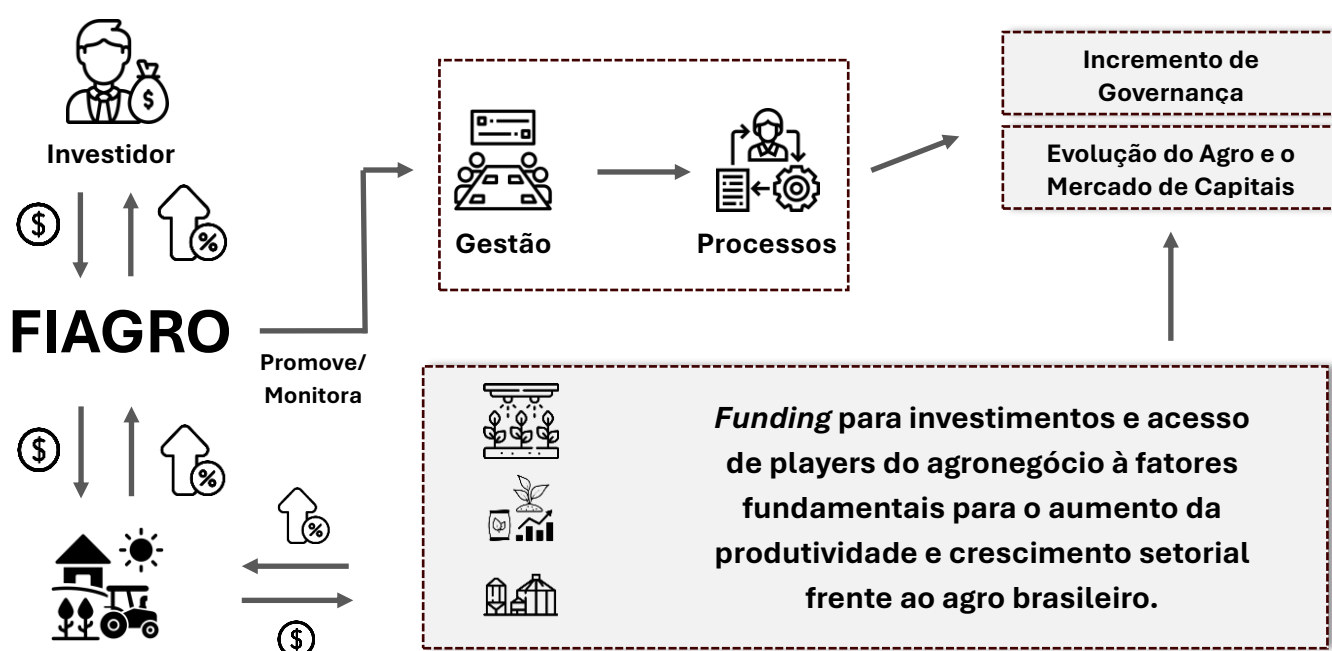 Investidor
$
$
%
FIAGRO
Promove/
Monitora
Gestão
Processos
Incremento de
Governança
Evolução do Agro e o
Mercado de Capitais
$
%
%
$
Funding para investimentos e acesso
de players do agronegócio à fatores
fundamentais para o aumento da
produtividade e crescimento setorial
frente ao agro brasileiro.